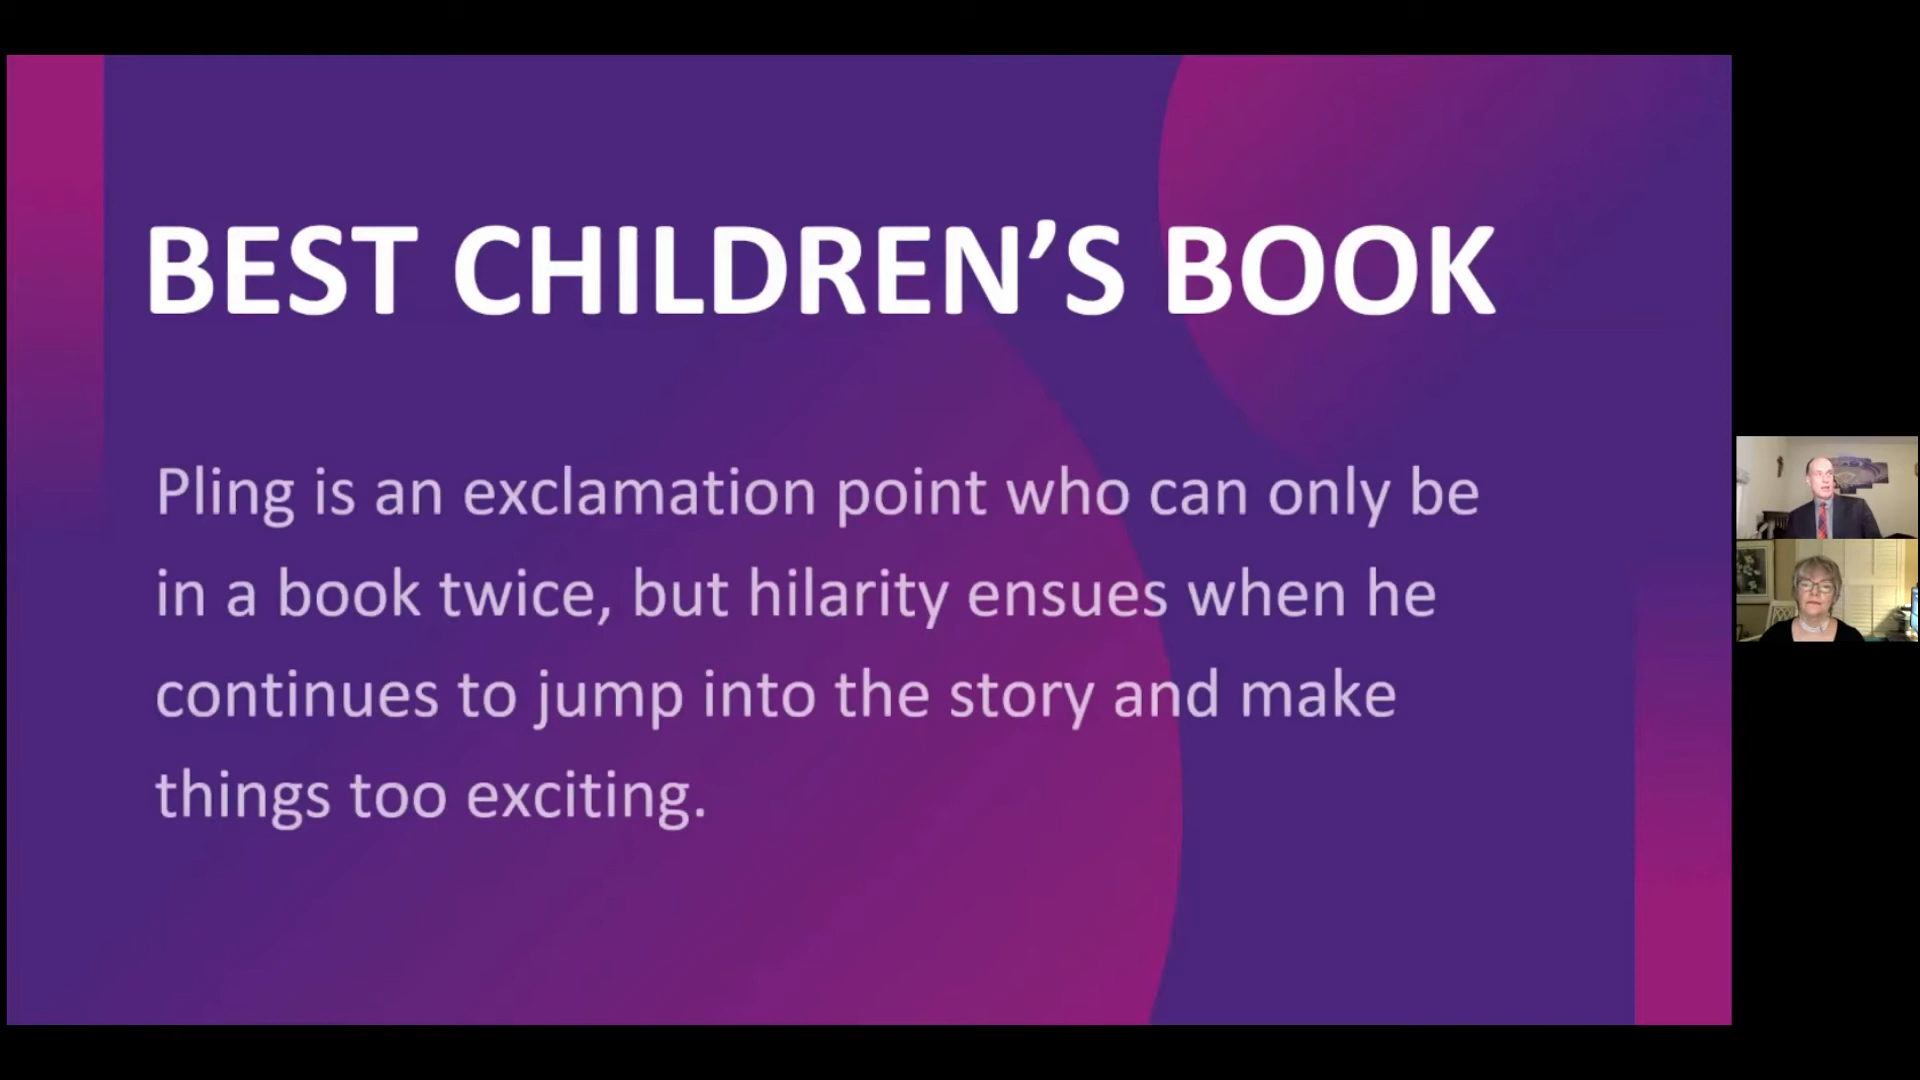 BEST CHILDREN’S BOOK
Pling is an exclamation point who can only be
in a book twice, but hilarity ensues when he
continues to jump into the story and make
things too exciting.